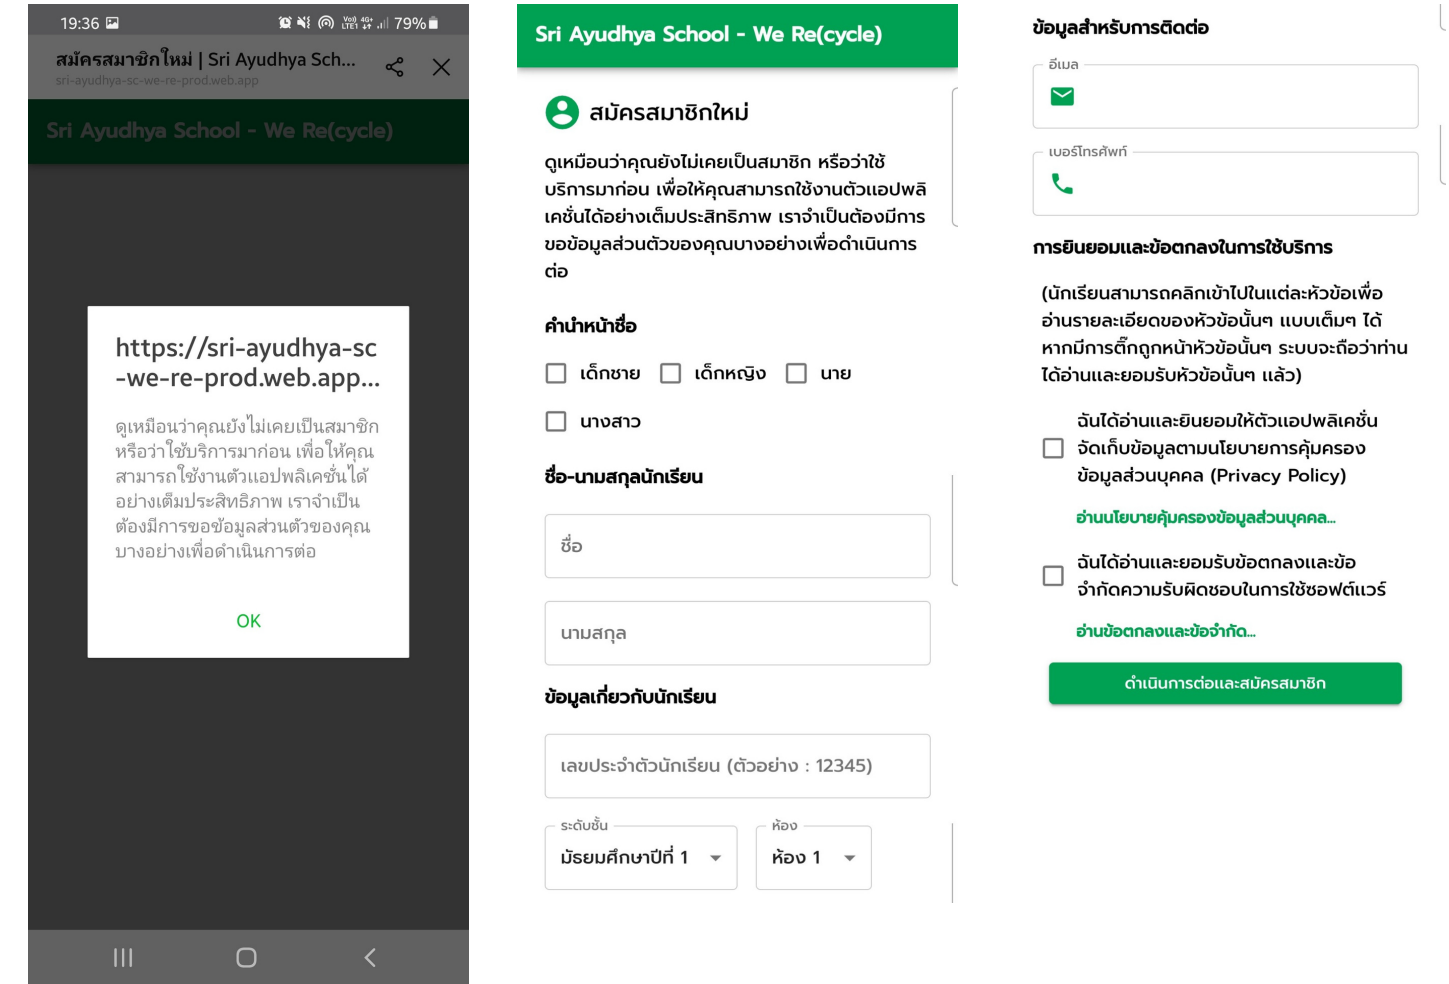 19:36
Vo)) 4G+ LTE1 79%
สมัครสมาชิกใหม่ | Sri Ayudhya Sch...
sri-ayudhya-sc-we-re-prod.web.app
Sri Ayudhya School - We Re(cycle)
https://sri-ayudhya-sc
-we-re-prod.web.app...
ดูเหมือนว่าคุณยังไม่เคยเป็นสมาชิก
หรือว่าใช้บริการมาก่อน เพื่อให้คุณ
สามารถใช้งานตัวแอปพลิเคชั่นได้
อย่างเต็มประสิทธิภาพ เราจำเป็น
ต้องมีการขอข้อมูลส่วนตัวของคุณ
บางอย่างเพื่อดำเนินการต่อ
OK
Sri Ayudhya School - We Re(cycle)
สมัครสมาชิกใหม่
ดูเหมือนว่าคุณยังไม่เคยเป็นสมาชิก หรือว่าใช้
บริการมาก่อน เพื่อให้คุณสามารถใช้งานตัวแอปพลิ
เคชั่นได้อย่างเต็มประสิทธิภาพ เราจำเป็นต้องมีการ
ขอข้อมูลส่วนตัวของคุณบางอย่างเพื่อดำเนินการ
ต่อ
คำนำหน้าชื่อ
เด็กชาย เด็กหญิง นาย
นางสาว
ชื่อ-นามสกุลนักเรียน
ชื่อ
นามสกุล
ข้อมูลเกี่ยวกับนักเรียน
เลขประจำตัวนักเรียน (ตัวอย่าง : 12345)
ระดับชั้น ห้อง
มัธยมศึกษาปีที่ 1 ห้อง 1
ข้อมูลสำหรับการติดต่อ
อีเมล
เบอร์โทรศัพท์
การยินยอมและข้อตกลงในการใช้บริการ
(นักเรียนสามารถคลิกเข้าไปในแต่ละหัวข้อเพื่อ
อ่านรายละเอียดของหัวข้อนั้นๆ แบบเต็มๆ ได้
หากมีการติ๊กถูกหน้าหัวข้อนั้นๆ ระบบจะถือว่าท่าน
ได้อ่านและยอมรับหัวข้อนั้นๆ แล้ว)
ฉันได้อ่านและยินยอมให้ตัวแอปพลิเคชั่น
จัดเก็บข้อมูลตามนโยบายการคุ้มครอง
ข้อมูลส่วนบุคคล (Privacy Policy)
อ่านนโยบายคุ้มครองข้อมูลส่วนบุคคล...
ฉันได้อ่านและยอมรับข้อตกลงและข้อ
จำกัดความรับผิดชอบในการใช้ซอฟต์แวร์
อ่านข้อตกลงและข้อจำกัด...
ดำเนินการต่อและสมัครสมาชิก